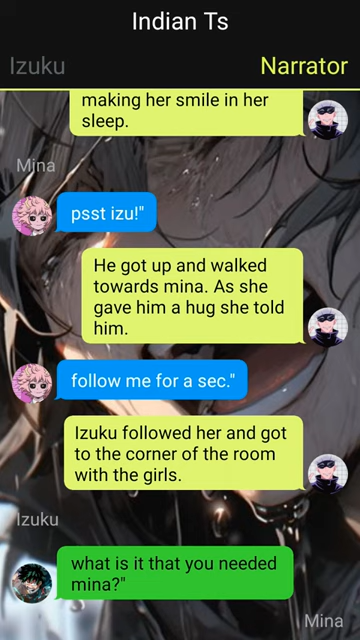 Indian Ts
Izuku
Narrator
making her smile in her
sleep.
Mina
psst izu!"
He got up and walked
towards mina. As she
gave him a hug she told
him.
follow me for a sec."
Izuku followed her and got
to the corner of the room
with the girls.
Izuku
what is it that you needed
mina?"
Mina